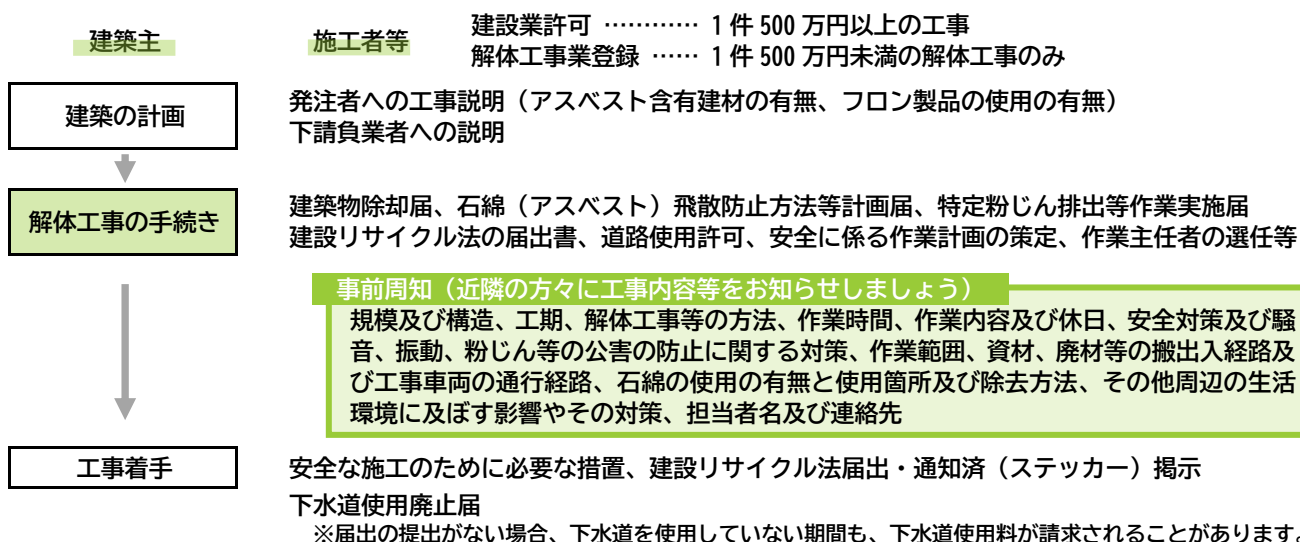 建築主
施工者等
建設業許可 ………… 1件500万円以上の工事
解体工事業登録 …… 1件500万円未満の解体工事のみ
建築の計画
発注者への工事説明（アスベスト含有建材の有無、フロン製品の使用の有無）
下請負業者への説明
解体工事の手続き
建築物除却届、石綿（アスベスト）飛散防止方法等計画届、特定粉じん排出等作業実施届
建設リサイクル法の届出書、道路使用許可、安全に係る作業計画の策定、作業主任者の選任等
事前周知（近隣の方々に工事内容等をお知らせしましょう）
規模及び構造、工期、解体工事等の方法、作業時間、作業内容及び休日、安全対策及び騒
音、振動、粉じん等の公害の防止に関する対策、作業範囲、資材、廃材等の搬出入経路及
び工事車両の通行経路、石綿の使用の有無と使用箇所及び除去方法、その他周辺の生活
環境に及ぼす影響やその対策、担当者名及び連絡先
工事着手
安全な施工のために必要な措置、建設リサイクル法届出・通知済（ステッカー）掲示
下水道使用廃止届
※届出の提出がない場合、下水道を使用していない期間も、下水道使用料が請求されることがあります。